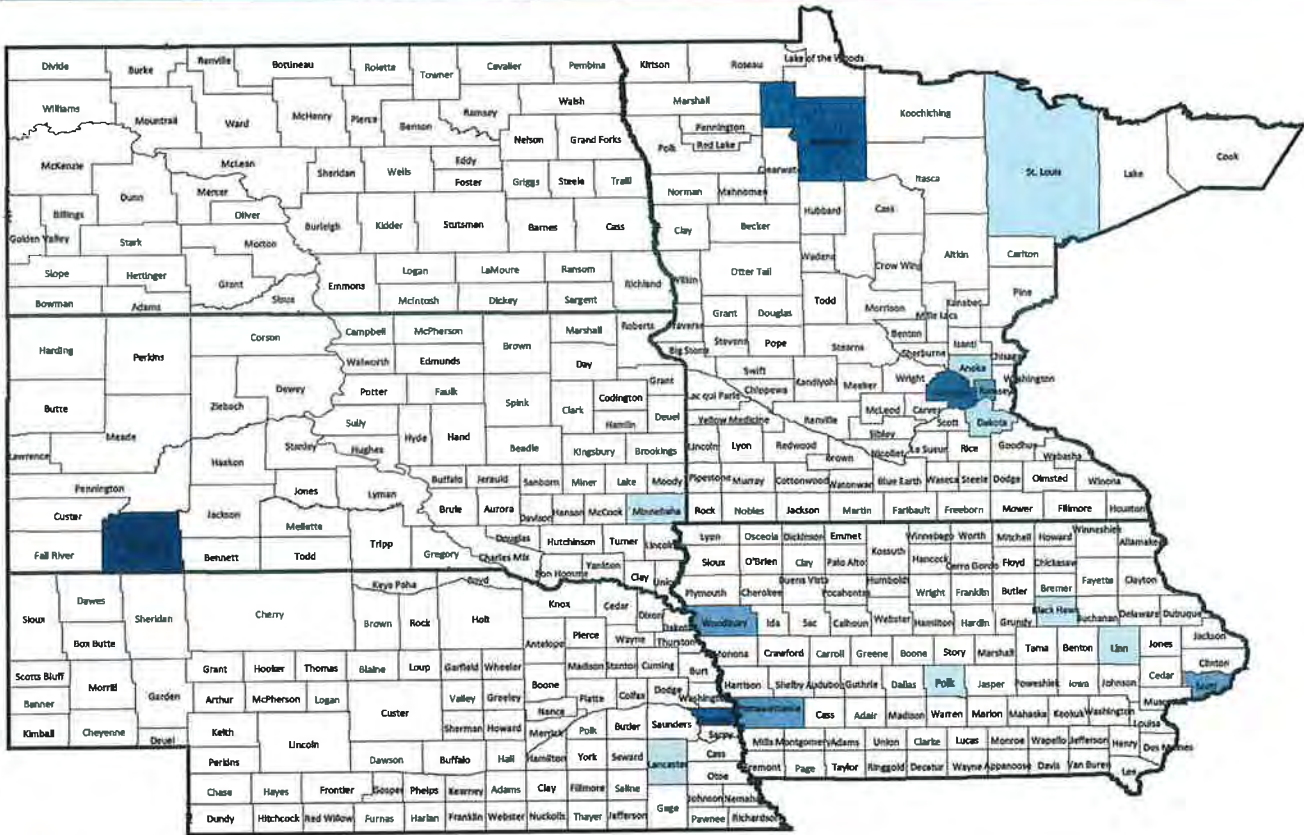 Divide Burke Renville Bottineau Rolette Towner Cavalier Pembina Kittson Roseau Lake of the Woods
Williams Mountrail Ward McHenry Pierce Benson Ramsey Walsh Marshall Koochiching
Nelson Grand Forks Pennington Red Lake Polk Clearwater Itasca St. Louis Lake Cook
McKenzie McLean Sheridan Wells Eddy Foster Griggs Steele Traill Norman Mahnomen
Dunn Mercer Oliver Hubbard Cass
Billings Golden Valley Stark Morton Burleigh Kidder Stutsman Barnes Cass Clay Becker
Slope Hettinger Grant Sioux Emmons Logan LaMoure Ransom Richland Wilkin Otter Tail Wadena Crow Wing Aitkin Carlton
Bowman Adams McIntosh Dickey Sargent Todd Morrison Mille Lacs Kanabec Pine
Harding Perkins Corson Campbell McPherson Brown Marshall Roberts Traverse Grant Douglas Benton
Walworth Edmunds Day Big Stone Stevens Pope Stearns Sherburne Isanti Chisago
Butte Ziebach Dewey Potter Faulk Spink Clark Codington Grant Swift Kandiyohi Meeker Wright Anoka Washington Ramsey
Meade Sully Hamlin Deuel Lac qui Parle Chippewa McLeod Carver Scott Dakota
Lawrence Haakon Stanley Hughes Hyde Hand Beadle Kingsbury Brookings Yellow Medicine Renville Sibley
Lincoln Lyon Redwood Brown Nicollet Le Sueur Rice Goodhue Wabasha
Pennington Jones Lyman Buffalo Jerauld Sanborn Miner Lake Moody Pipestone Murray Cottonwood Watonwan Blue Earth Waseca Steele Dodge Olmsted Winona
Custer Jackson Mellette Brule Aurora Davison Hanson McCook Minnehaha Rock Nobles Jackson Martin Faribault Freeborn Mower Fillmore Houston
Fall River Bennett Todd Tripp Gregory Charles Mix Douglas Hutchinson Turner Lincoln
Bon Homme Yankton Clay Union
Lyon Osceola Dickinson Emmet Winnebago Worth Mitchell Howard Winneshiek Allamakee
Sioux O'Brien Clay Palo Alto Kossuth Hancock Cerro Gordo Floyd Chickasaw Fayette Clayton
Plymouth Cherokee Buena Vista Pocahontas Humboldt Wright Franklin Butler Bremer
Sioux Dawes Sheridan Cherry Keya Paha Boyd Brown Rock Holt Knox Cedar Dixon Dakota
Woodbury Ida Sac Calhoun Webster Hamilton Hardin Grundy Black Hawk Buchanan Delaware Dubuque
Box Butte Antelope Pierce Wayne Thurston
Monona Crawford Carroll Greene Boone Story Marshall Tama Benton Linn Jones Jackson
Scotts Bluff Morrill Garden Grant Hooker Thomas Blaine Loup Garfield Wheeler Boone Madison Stanton Cuming Burt
Harrison Shelby Audubon Guthrie Dallas Polk Jasper Poweshiek Iowa Johnson Cedar Clinton Scott
Banner Arthur McPherson Logan Custer Valley Greeley Nance Platte Colfax Dodge Washington
Pottawattamie Cass Adair Madison Warren Marion Mahaska Keokuk Washington Muscatine Louisa
Kimball Cheyenne Deuel Keith Lincoln Sherman Howard Merrick Polk Butler Saunders Sarpy
Mills Montgomery Adams Union Clarke Lucas Monroe Wapello Jefferson Henry Des Moines
Perkins Dawson Buffalo Hall Hamilton York Seward Lancaster Cass Otoe
Fremont Page Taylor Ringgold Decatur Wayne Appanoose Davis Van Buren Lee
Chase Hayes Frontier Gosper Phelps Kearney Adams Clay Fillmore Saline Gage Johnson Nemaha
Dundy Hitchcock Red Willow Furnas Harlan Franklin Webster Nuckolls Thayer Jefferson Pawnee Richardson